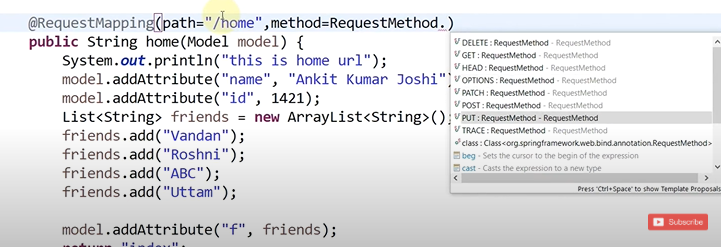 @RequestMapping(path="/home",method=RequestMethod.)
public String home(Model model) {
System.out.println("this is home url");
model.addAttribute("name", "Ankit Kumar Joshi")
model.addAttribute("id", 1421);
List<String> friends = new ArrayList<String>();
friends.add("Vandan");
friends.add("Roshni");
friends.add("ABC");
friends.add("Uttam");
model.addAttribute("f", friends);
return "index";
DELETE : RequestMethod - RequestMethod
GET : RequestMethod - RequestMethod
HEAD : RequestMethod - RequestMethod
OPTIONS : RequestMethod - RequestMethod
PATCH : RequestMethod - RequestMethod
POST : RequestMethod - RequestMethod
PUT : RequestMethod - RequestMethod
TRACE : RequestMethod - RequestMethod
class : Class<org.springframework.web.bind.annotation.RequestMethod>
beg - Sets the cursor to the begin of the expression
cast - Casts the expression to a new type
Press 'Ctrl+Space' to show Template Proposals
Subscribe